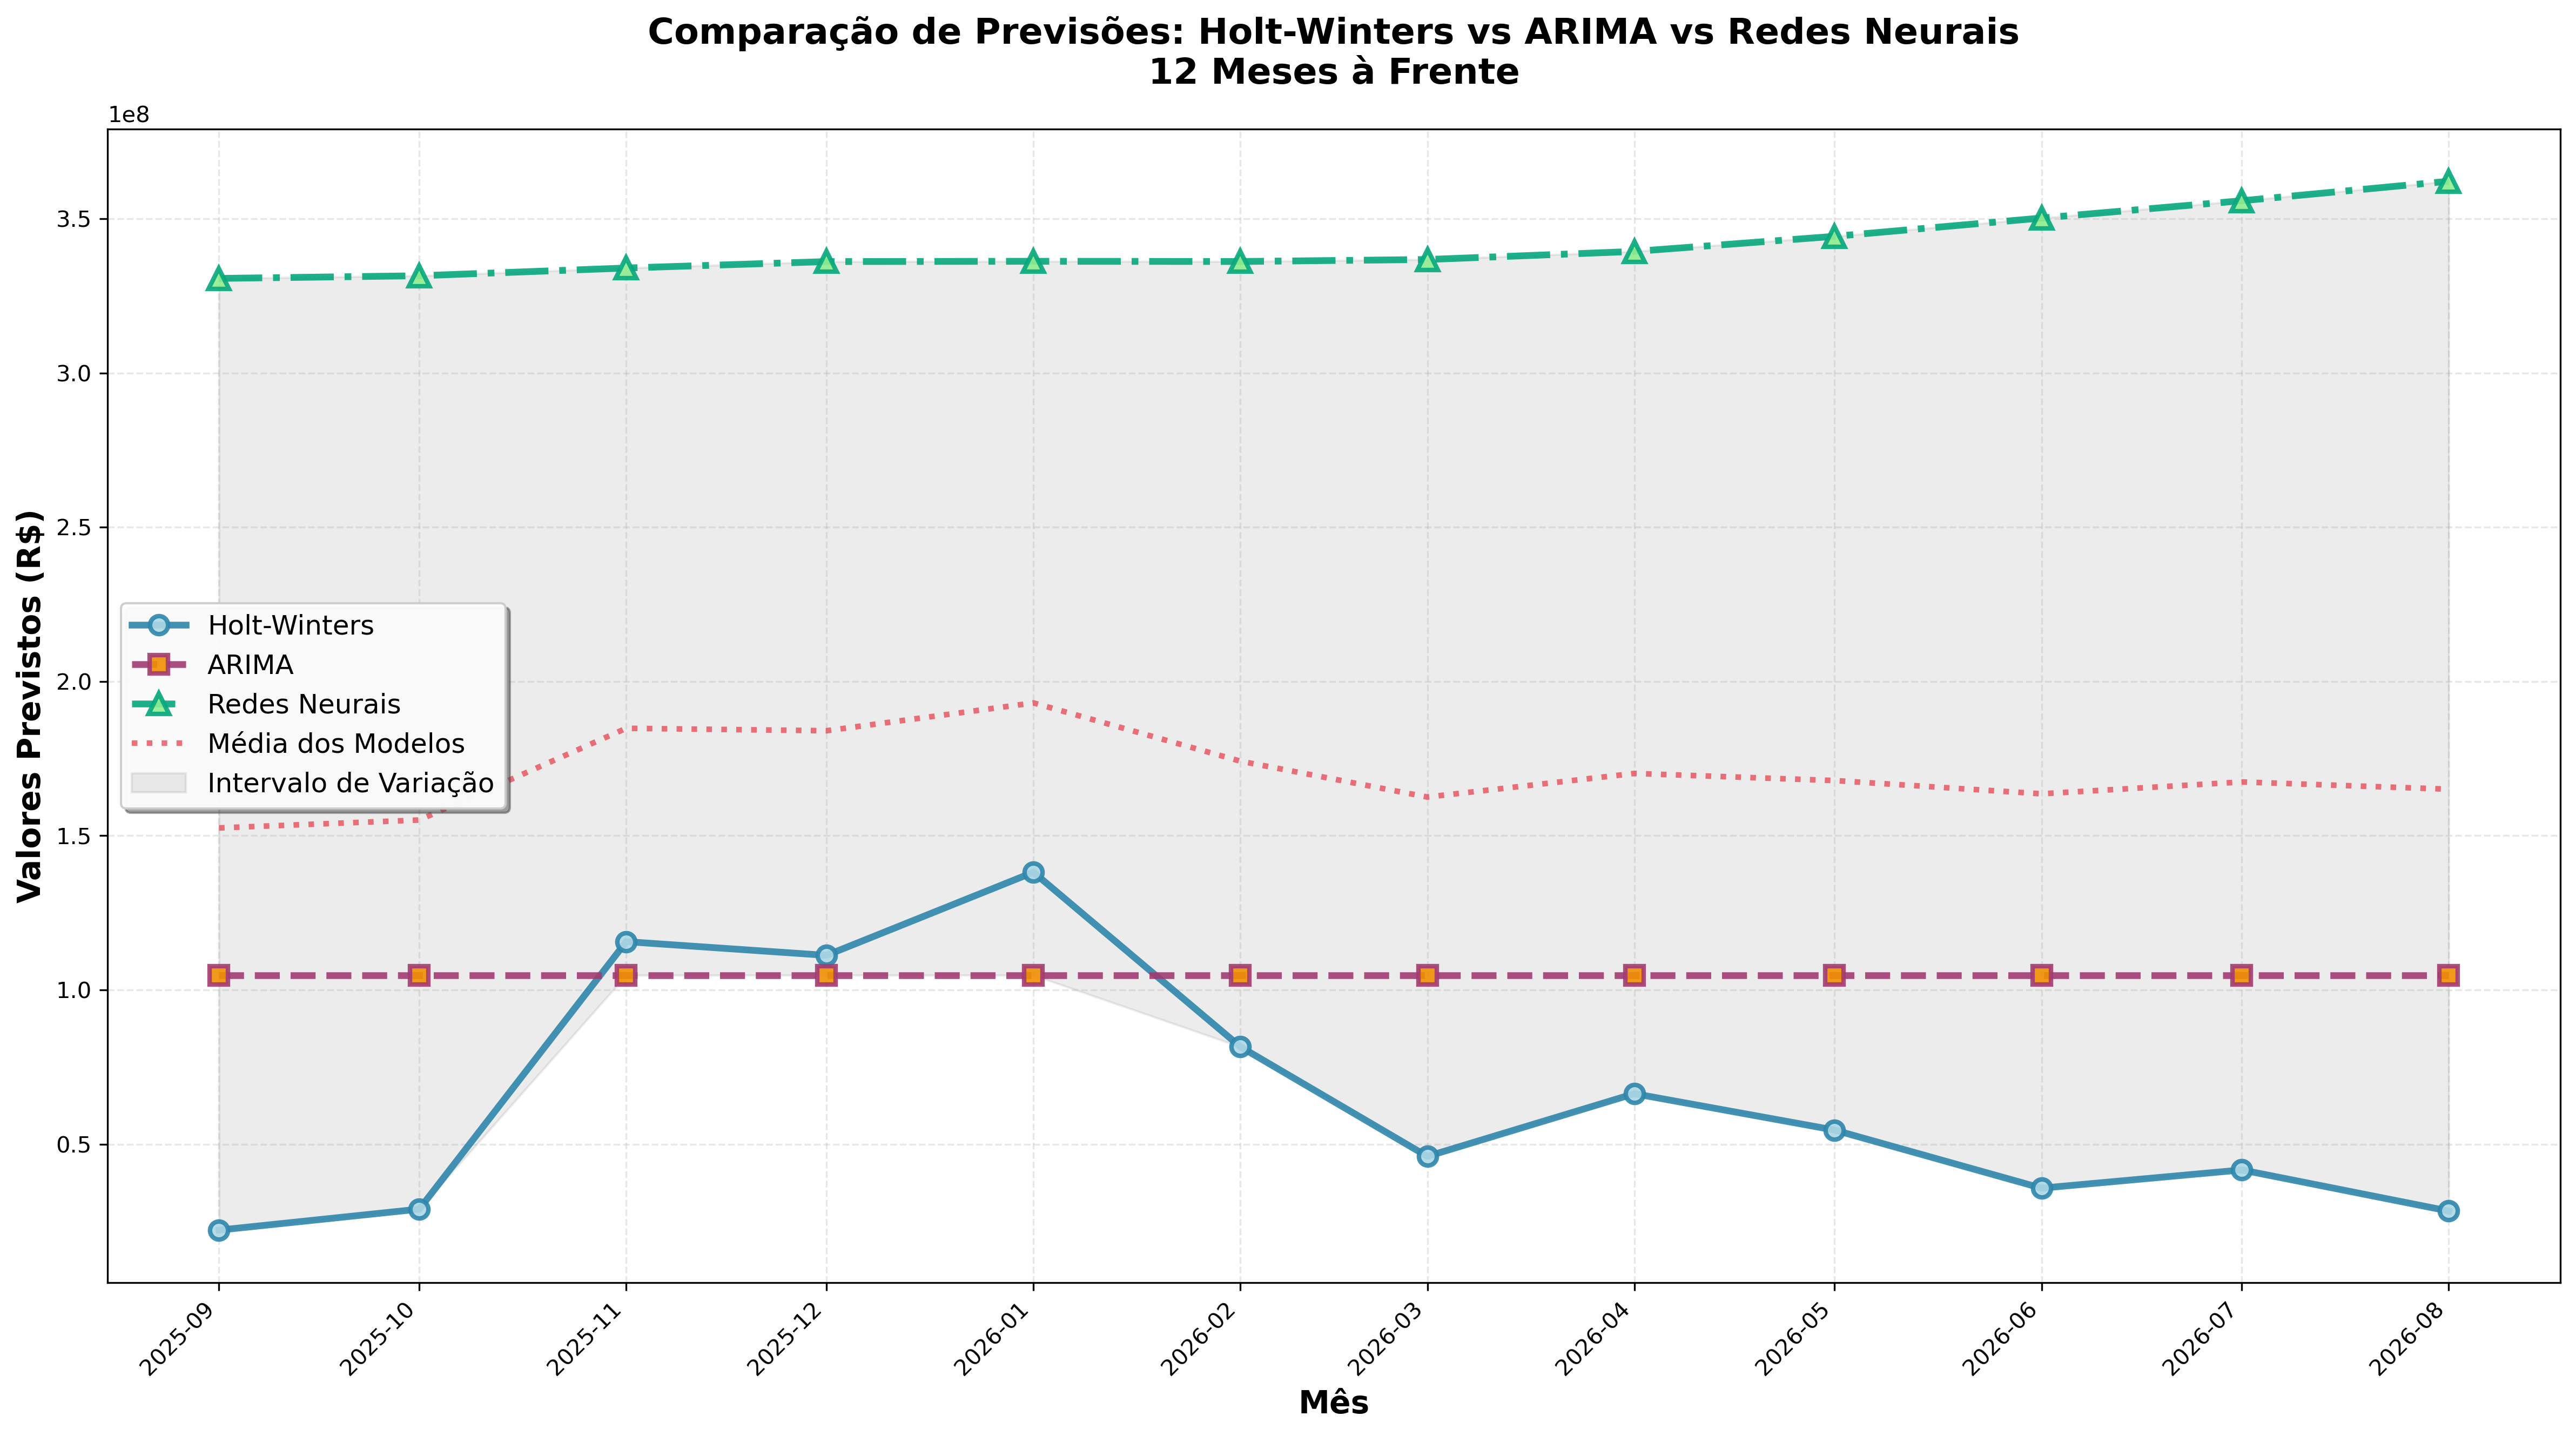 Comparação de Previsões: Holt-Winters vs ARIMA vs Redes Neurais
12 Meses à Frente
1e8
Valores Previstos (R$)
3.5
3.0
2.5
2.0
1.5
1.0
0.5
Holt-Winters
ARIMA
Redes Neurais
Média dos Modelos
Intervalo de Variação
2025-09
2025-10
2025-11
2025-12
2026-01
2026-02
2026-03
2026-04
2026-05
2026-06
2026-07
2026-08
Mês